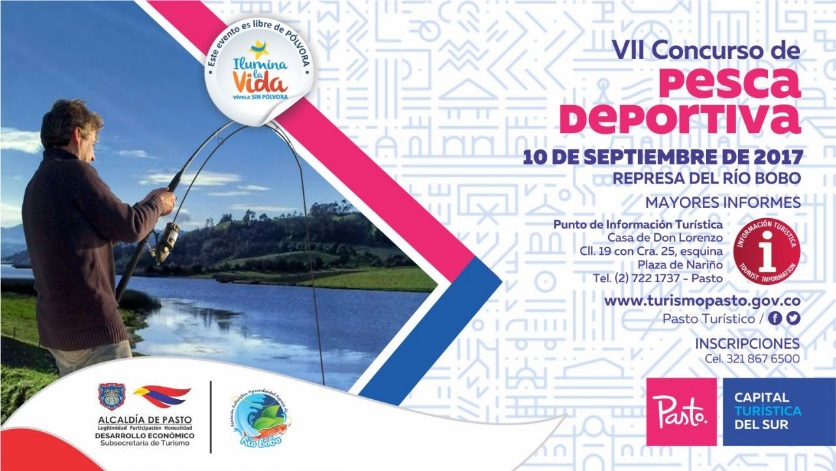 Este evento es libre de PÓLVORA
Ilumina
la
Vida
vívela SIN PÓLVORA
VII Concurso de
PESCA
DEPORTIVA
10 DE SEPTIEMBRE DE 2017
REPRESA DEL RÍO BOBO
MAYORES INFORMES
Punto de Información Turística
Casa de Don Lorenzo
Cll. 19 con Cra. 25, esquina
Plaza de Nariño
Tel. (2) 722 1737 - Pasto
INFORMACIÓN TURÍSTICA
i
TOURIST INFORMATION
www.turismopasto.gov.co
Pasto Turístico /
INSCRIPCIONES
Cel. 321 867 6500
ALCALDÍA DE PASTO
Legitimidad Participación Honestidad
DESARROLLO ECONÓMICO
Subsecretaría de Turismo
Río Bobo
Pasto.
CAPITAL
TURÍSTICA
DEL SUR